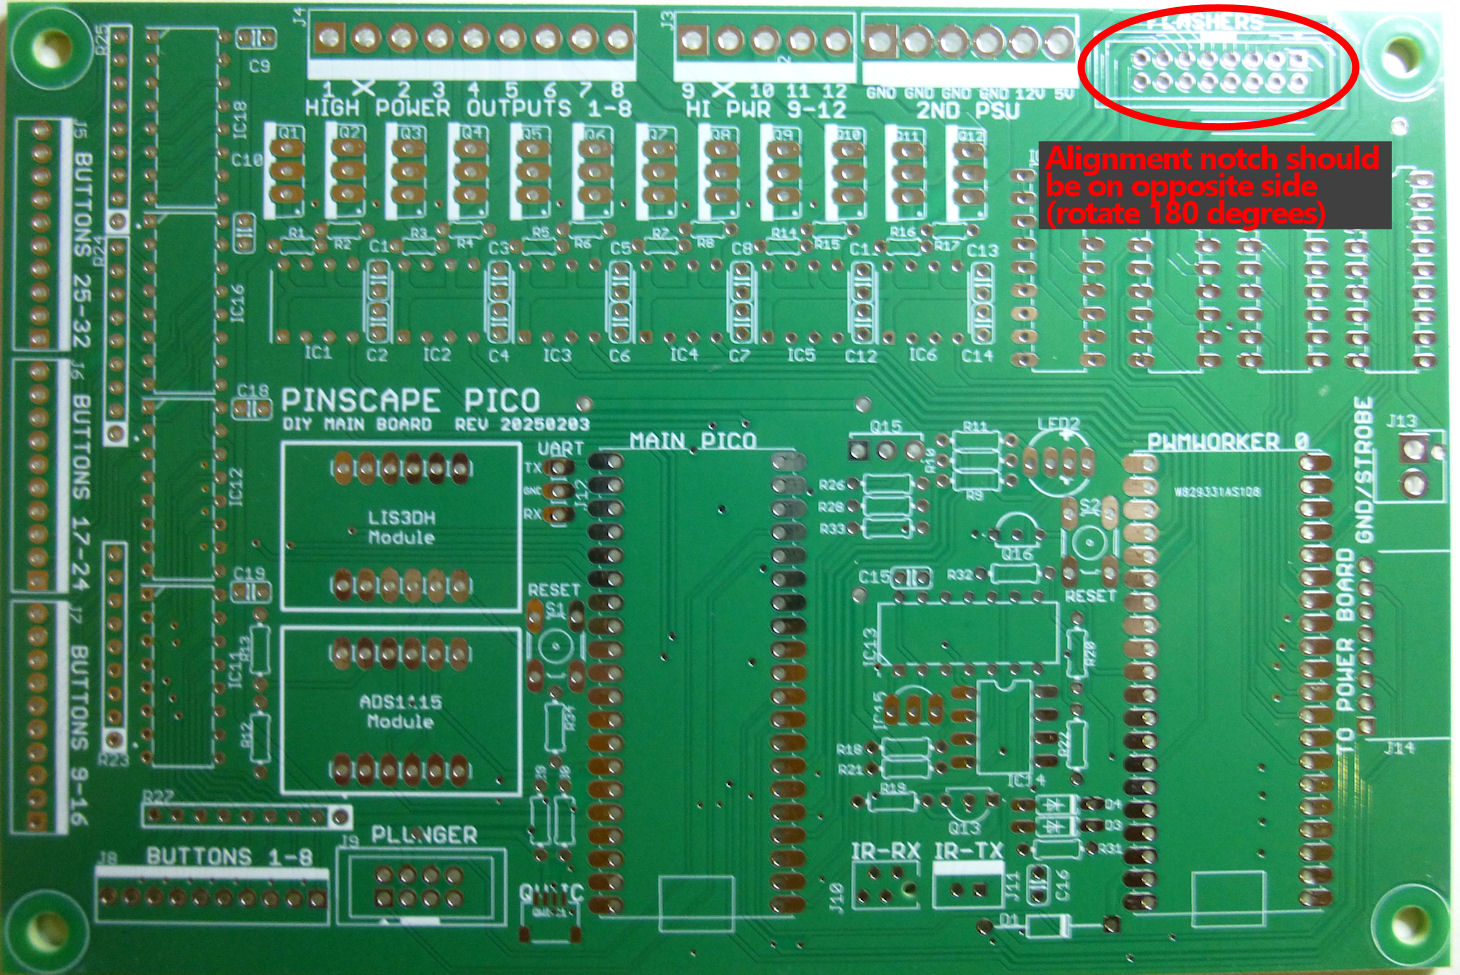 J4
1 X 2 3 4 5 6 7 8
HIGH POWER OUTPUTS 1-8
J3
9 X 10 11 12
HI PWR 9-12
GND GND GND GND 12V 5V
2ND PSU
FLASHERS
Alignment notch should
be on opposite side
(rotate 180 degrees)
R25
C9
IC18
C10
Q1 Q2 Q3 Q4 Q5 Q6 Q7 Q8 Q9 Q10 Q11 Q12
R1 R2 R3 R4 R5 R6 R7 R8 R14 R15 R16 R17
C1 C3 C5 C8 C13
IC1 C2 IC2 C4 IC3 C6 IC4 C7 IC5 C12 IC6 C14
J5
BUTTONS 25-32
R24
IC16
J6
BUTTONS 17-24
C18
IC12
PINSCAPE PICO
DIY MAIN BOARD REV 20250203
UART
TX
GND
RX
J12
MAIN PICO
LIS3DH
Module
RESET
S1
Q15
R11
R10
R9
LED2
R26
R28
R33
Q16
S2
RESET
R32
C15
IC13
R20
PWMWORKER 0
W829331AS1D8
J13
GND/STROBE
TO POWER BOARD
J14
J7
BUTTONS 9-16
C19
R13
IC11
R12
R23
ADS1115
Module
R34
IC15
R18
R21
R19
IC14
R22
Q13
D4
D3
R31
R27
J8
BUTTONS 1-8
PLUNGER
J9
QWIIC
IR-RX
J10
IR-TX
J11
C16
D1